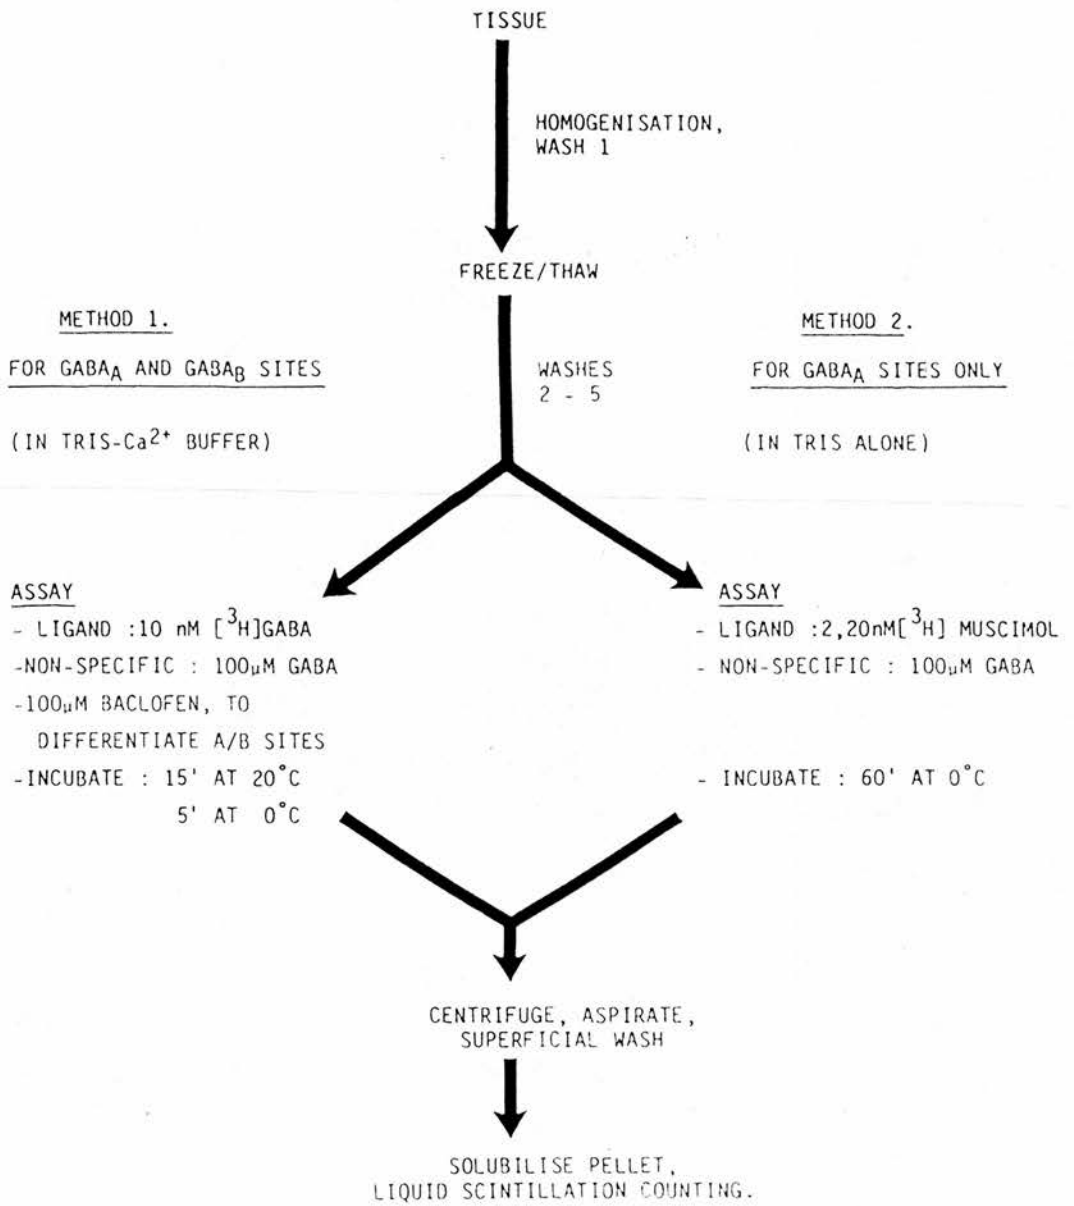 TISSUE
HOMOGENISATION,
WASH 1
FREEZE/THAW
METHOD 1.
FOR GABA_A AND GABA_B SITES
(IN TRIS-Ca²⁺ BUFFER)
WASHES
2 - 5
METHOD 2.
FOR GABA_A SITES ONLY
(IN TRIS ALONE)
ASSAY
- LIGAND :10 nM [³H]GABA
-NON-SPECIFIC : 100μM GABA
-100μM BACLOFEN, TO
DIFFERENTIATE A/B SITES
-INCUBATE : 15' AT 20°C
5' AT 0°C
ASSAY
- LIGAND :2,20nM[³H] MUSCIMOL
- NON-SPECIFIC : 100μM GABA
- INCUBATE : 60' AT 0°C
CENTRIFUGE, ASPIRATE,
SUPERFICIAL WASH
SOLUBILISE PELLET,
LIQUID SCINTILLATION COUNTING.